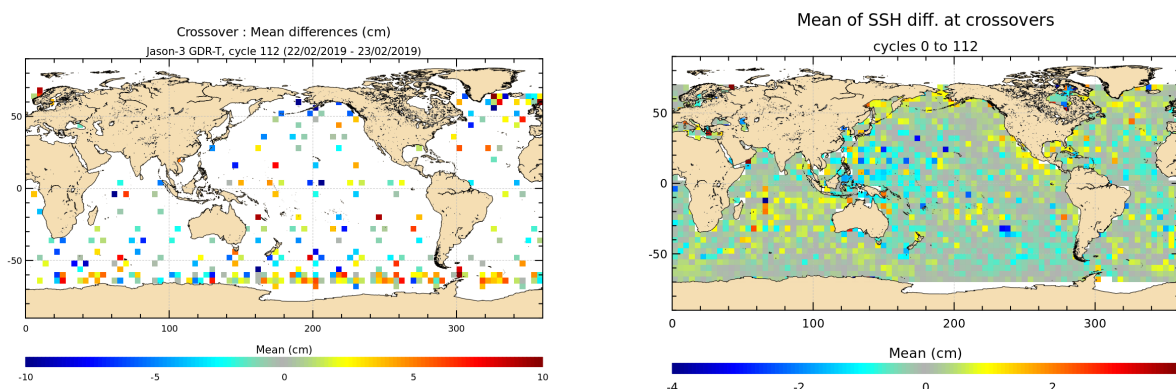 Crossover : Mean differences (cm)
Jason-3 GDR-T, cycle 112 (22/02/2019 - 23/02/2019)
50
0
-50
0 100 200 300
Mean (cm)
-10 -5 0 5 10
Mean of SSH diff. at crossovers
cycles 0 to 112
50
0
-50
0 100 200 300
Mean (cm)
-4 -2 0 2